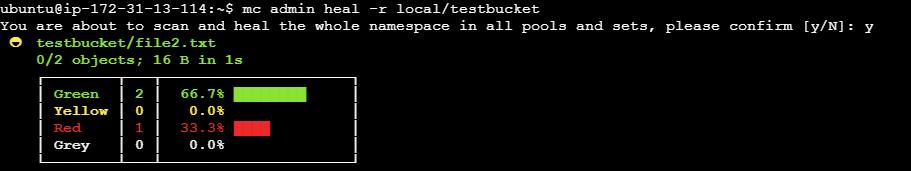 ubuntu@ip-172-31-13-114:~$ mc admin heal -r local/testbucket
You are about to scan and heal the whole namespace in all pools and sets, please confirm [y/N]: y
testbucket/file2.txt
0/2 objects; 16 B in 1s
Green 2 66.7%
Yellow 0 0.0%
Red 1 33.3%
Grey 0 0.0%